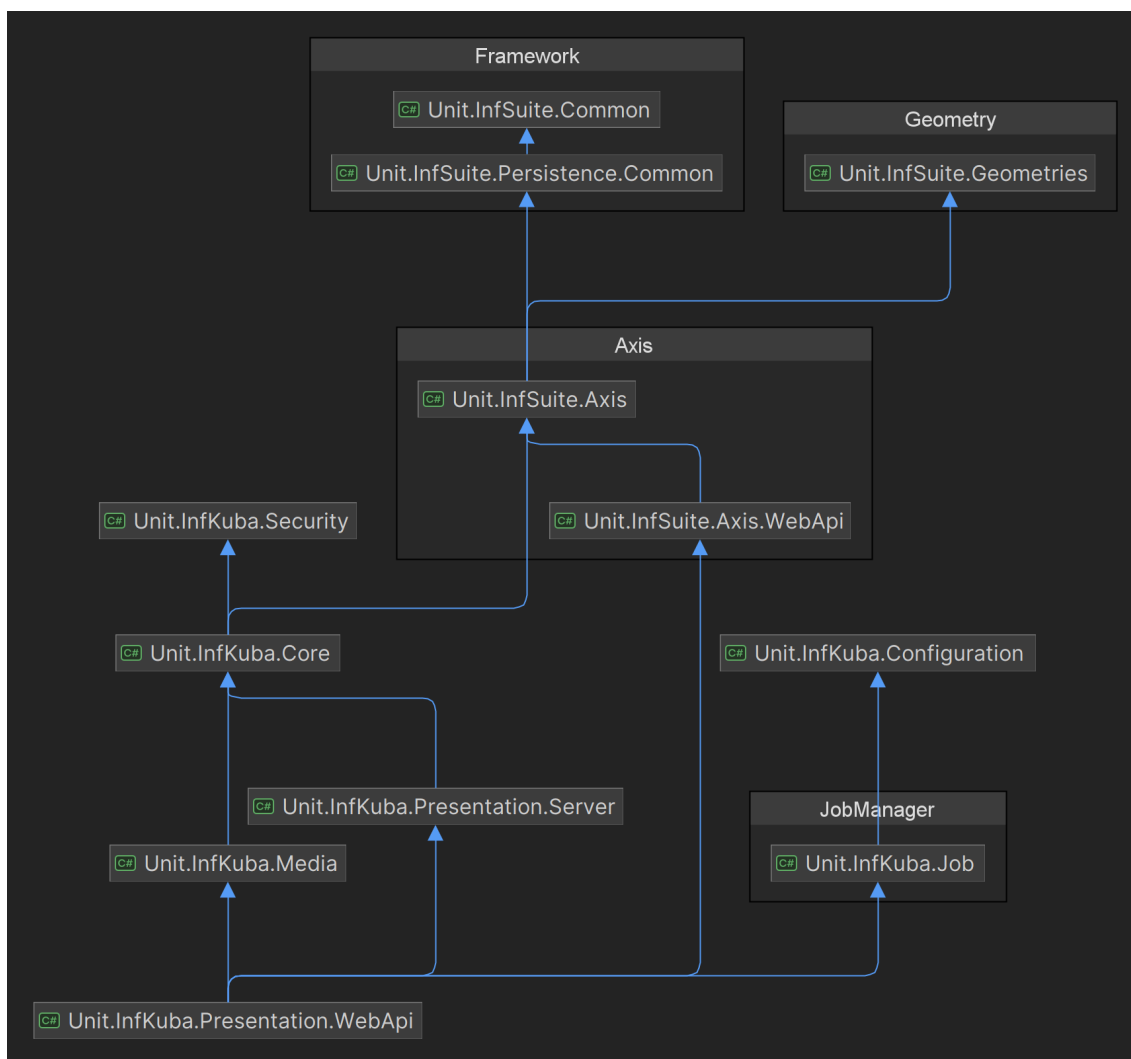 Framework
C# Unit.InfSuite.Common
C# Unit.InfSuite.Persistence.Common
Geometry
C# Unit.InfSuite.Geometries
Axis
C# Unit.InfSuite.Axis
C# Unit.InfKuba.Security
C# Unit.InfSuite.Axis.WebApi
C# Unit.InfKuba.Core
C# Unit.InfKuba.Configuration
C# Unit.InfKuba.Presentation.Server
JobManager
C# Unit.InfKuba.Media
C# Unit.InfKuba.Job
C# Unit.InfKuba.Presentation.WebApi